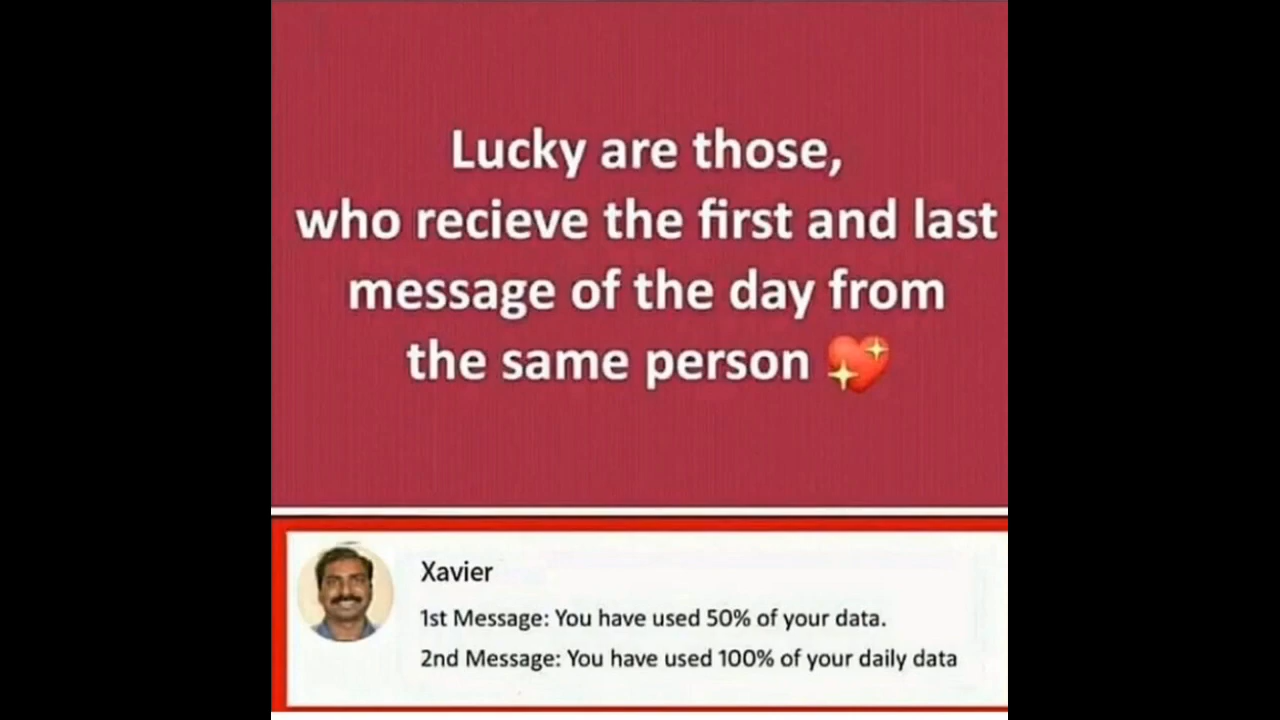 Lucky are those,
who recieve the first and last
message of the day from
the same person 💖
Xavier
1st Message: You have used 50% of your data.
2nd Message: You have used 100% of your daily data